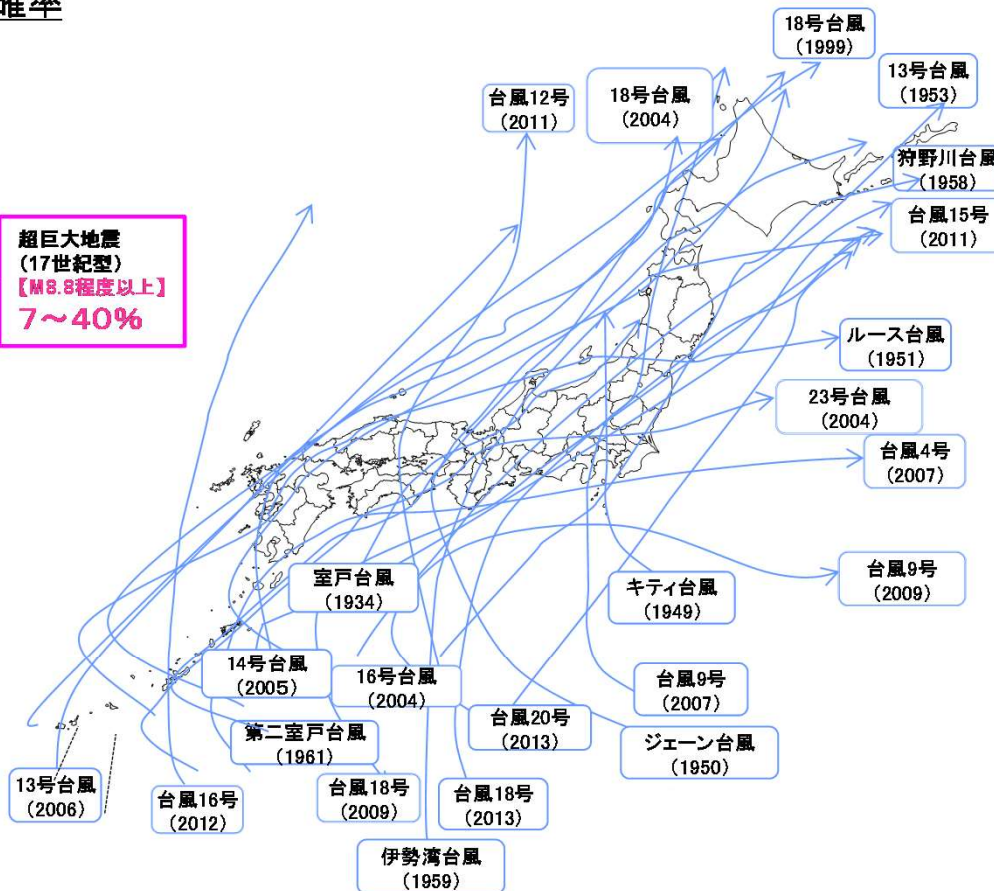 確率
18号台風
(1999)
13号台風
(1953)
台風12号
(2011)
18号台風
(2004)
狩野川台風
(1958)
台風15号
(2011)
超巨大地震
(17世紀型)
【M8.8程度以上】
7～40%
ルース台風
(1951)
23号台風
(2004)
台風4号
(2007)
台風9号
(2009)
室戸台風
(1934)
キティ台風
(1949)
14号台風
(2005)
16号台風
(2004)
台風9号
(2007)
台風20号
(2013)
第二室戸台風
(1961)
ジェーン台風
(1950)
13号台風
(2006)
台風16号
(2012)
台風18号
(2009)
台風18号
(2013)
伊勢湾台風
(1959)